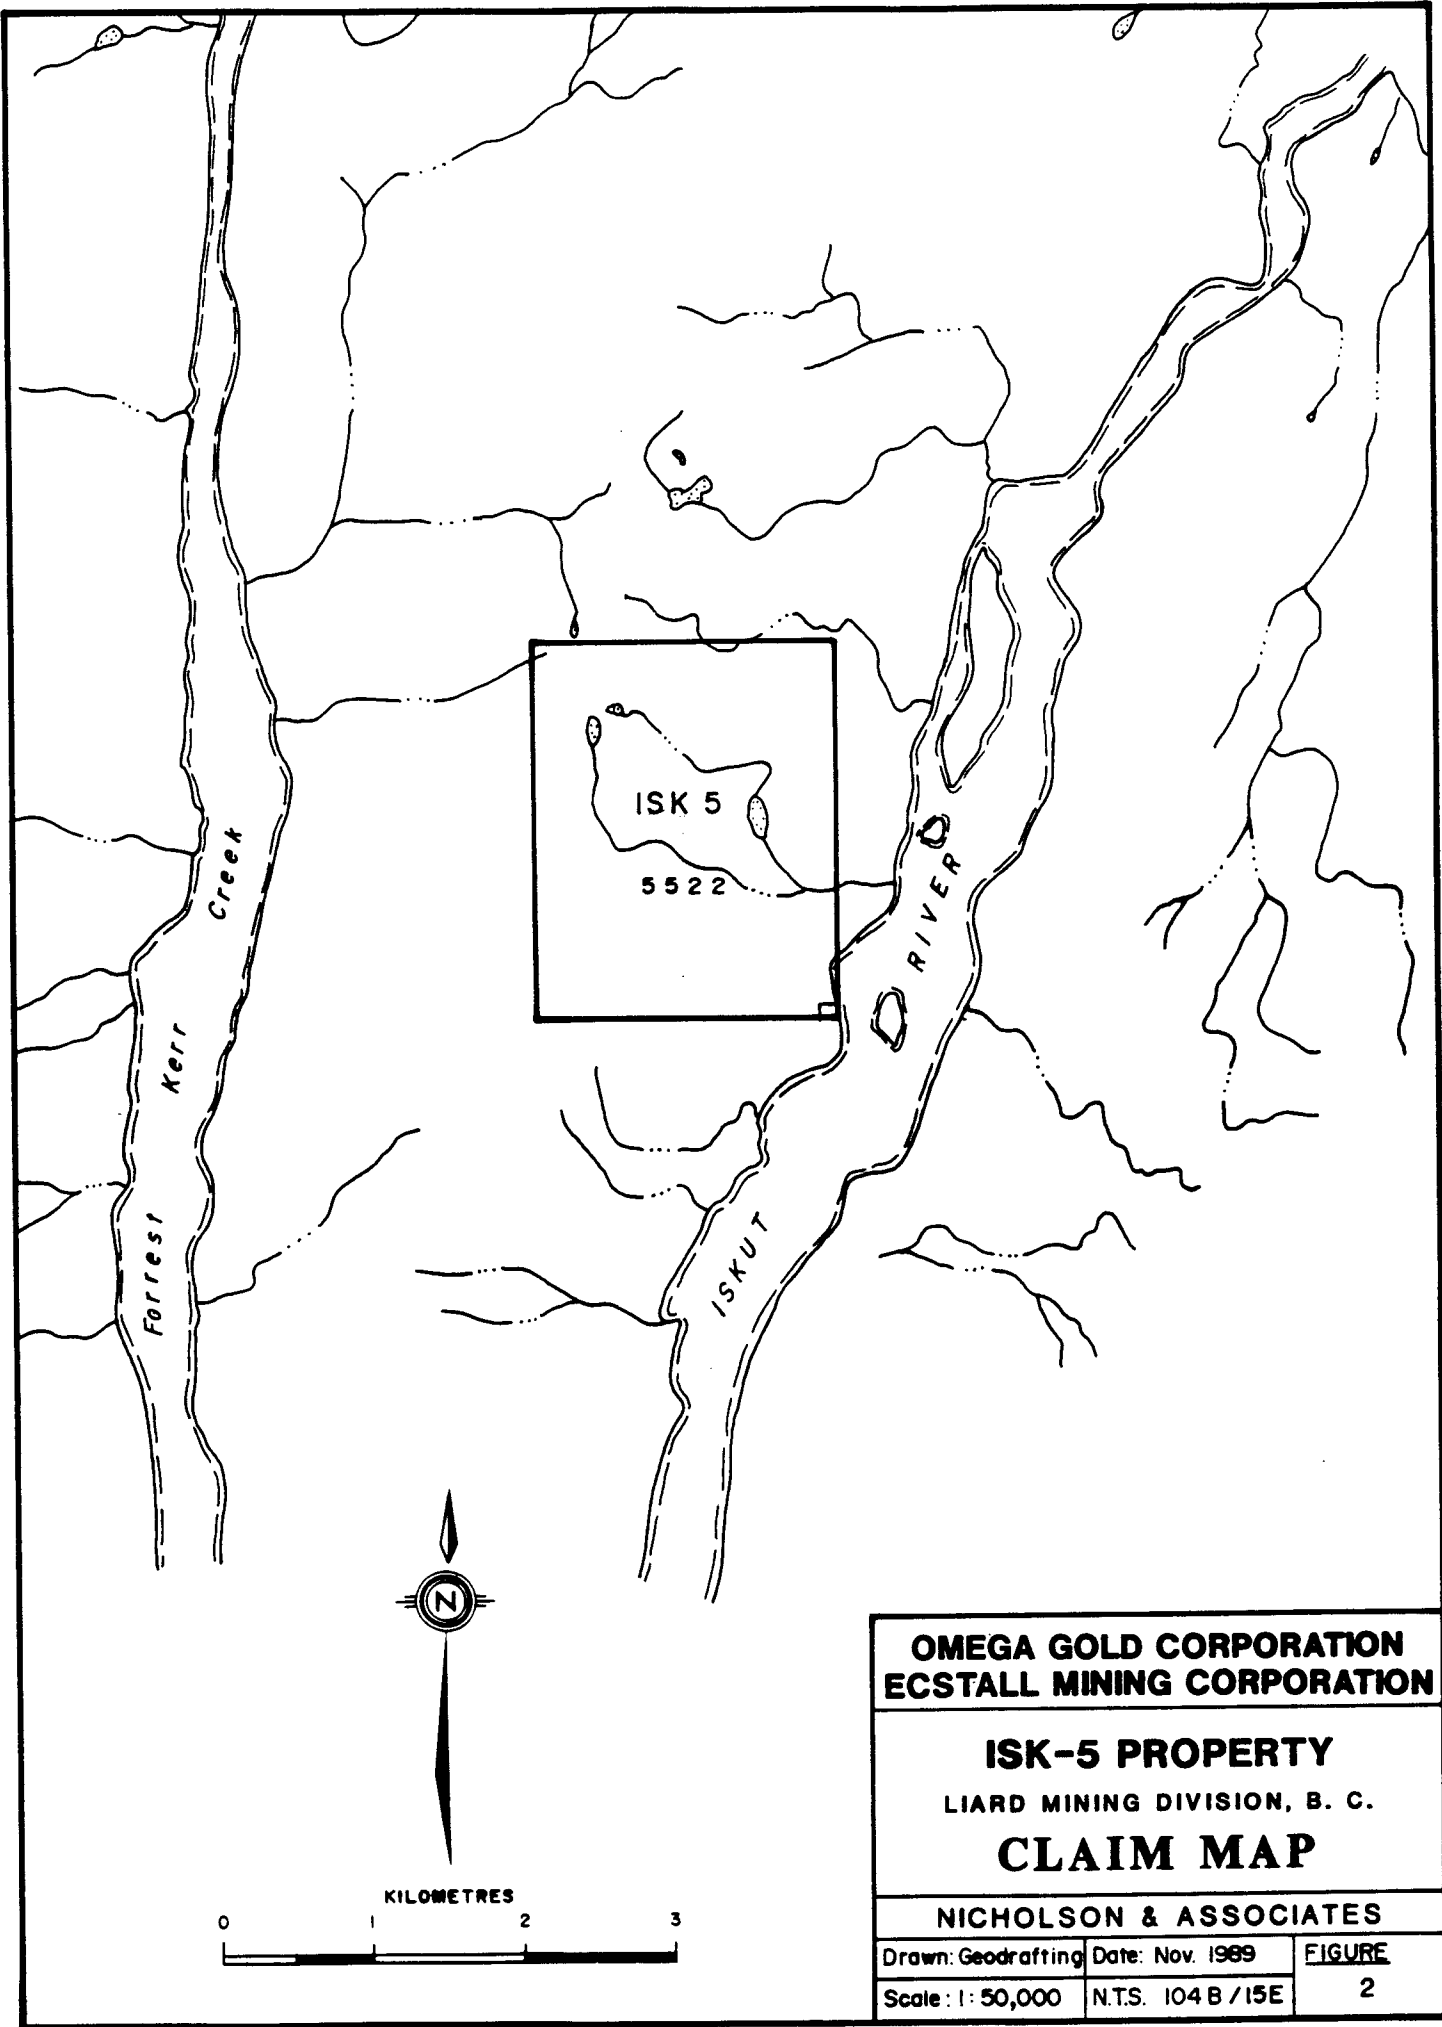 ISK 5
5522
Forrest Kerr Creek
ISKUT RIVER
N
KILOMETRES
0 1 2 3
OMEGA GOLD CORPORATION
ECSTALL MINING CORPORATION
ISK-5 PROPERTY
LIARD MINING DIVISION, B. C.
CLAIM MAP
NICHOLSON & ASSOCIATES
Drawn: Geodrafting
Date: Nov. 1989
FIGURE
2
Scale: 1: 50,000
N.T.S. 104 B / 15E